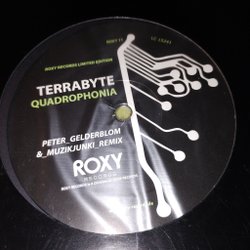 ROXY RECORDS LIMITED EDITION
TERRABYTE
QUADROPHONIA
PETER_GELDERBLOM
&_MUZIKJUNKI_REMIX
ROXY
RECORDS